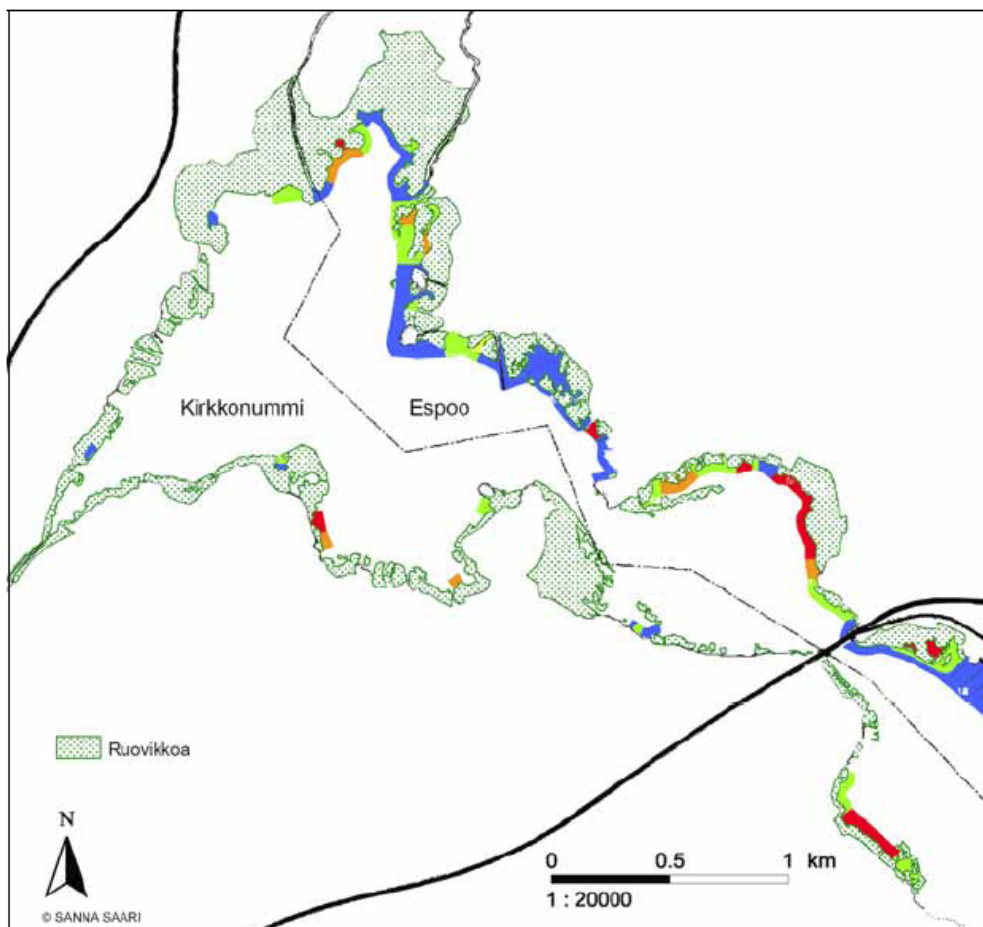 Kirkkonummi
Espoo
Ruovikkoa
N
0 0.5 1 km
1 : 20000
© SANNA SAARI